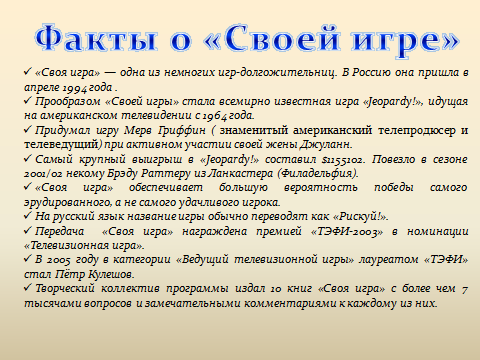 Факты о «Своей игре»
✓ «Своя игра» — одна из немногих игр-долгожительниц. В Россию она пришла в
апреле 1994 года .
✓ Прообразом «Своей игры» стала всемирно известная игра «Jeopardy!», идущая
на американском телевидении с 1964 года.
✓ Придумал игру Мерв Гриффин ( знаменитый американский телепродюсер и
телеведущий) при активном участии своей жены Джуланн.
✓ Самый крупный выигрыш в «Jeopardy!» составил $1155102. Повезло в сезоне
2001/02 некому Брэду Раттеру из Ланкастера (Филадельфия).
✓ «Своя игра» обеспечивает большую вероятность победы самого
эрудированного, а не самого удачливого игрока.
✓ На русский язык название игры обычно переводят как «Рискуй!».
✓ Передача «Своя игра» награждена премией «ТЭФИ-2003» в номинации
«Телевизионная игра».
✓ В 2005 году в категории «Ведущий телевизионной игры» лауреатом «ТЭФИ»
стал Пётр Кулешов.
✓ Творческий коллектив программы издал 10 книг «Своя игра» с более чем 7
тысячами вопросов и замечательными комментариями к каждому из них.